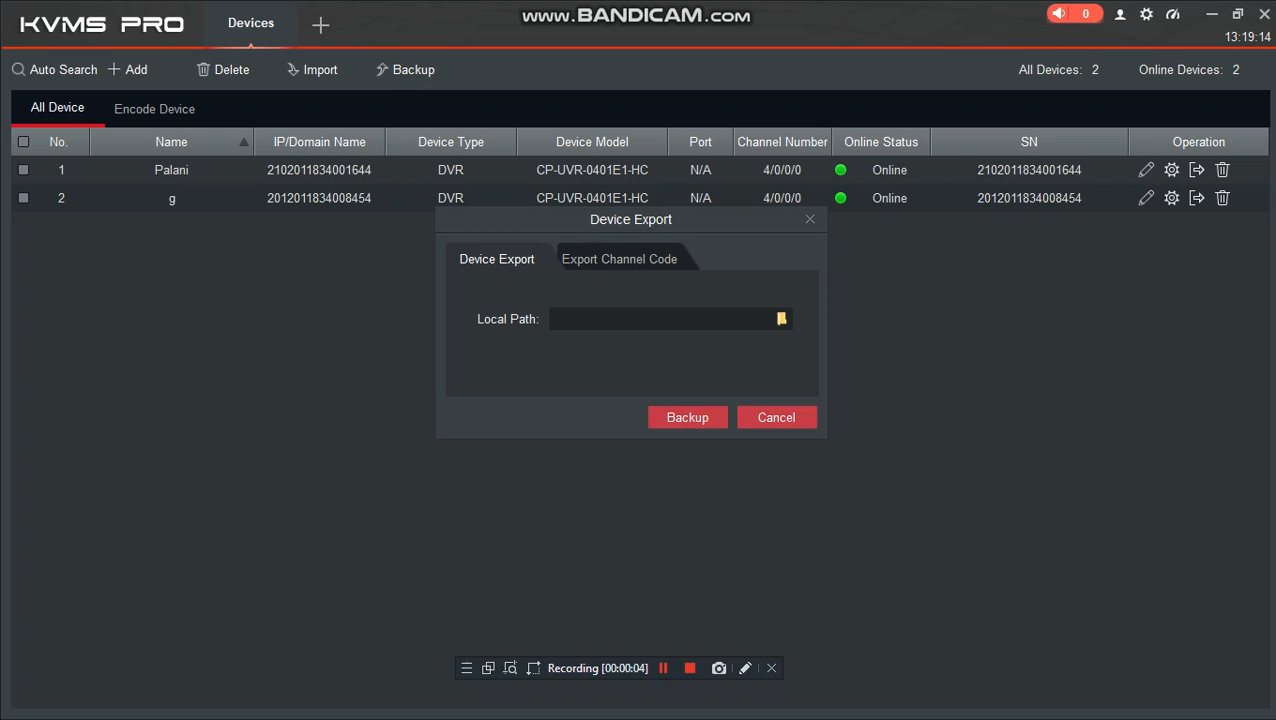 www.BANDICAM.com
KVMS PRO Devices 0
13:19:14
Auto Search Add Delete Import Backup All Devices: 2 Online Devices: 2
All Device Encode Device
No. Name IP/Domain Name Device Type Device Model Port Channel Number Online Status SN Operation
1 Palani 2102011834001644 DVR CP-UVR-0401E1-HC N/A 4/0/0/0 Online 2102011834001644
2 g 2012011834008454 DVR CP-UVR-0401E1-HC N/A 4/0/0/0 Online 2012011834008454
Device Export
Device Export Export Channel Code
Local Path:
Backup Cancel
Recording [00:00:04]